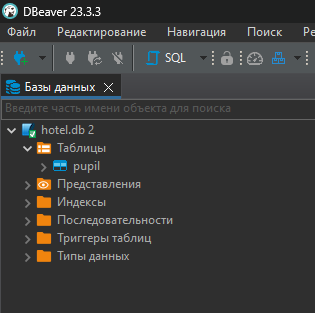 DBeaver 23.3.3
Файл Редактирование Навигация Поиск Ре
SQL
Базы данных
Введите часть имени объекта для поиска
hotel.db 2
Таблицы
pupil
Представления
Индексы
Последовательности
Триггеры таблиц
Типы данных